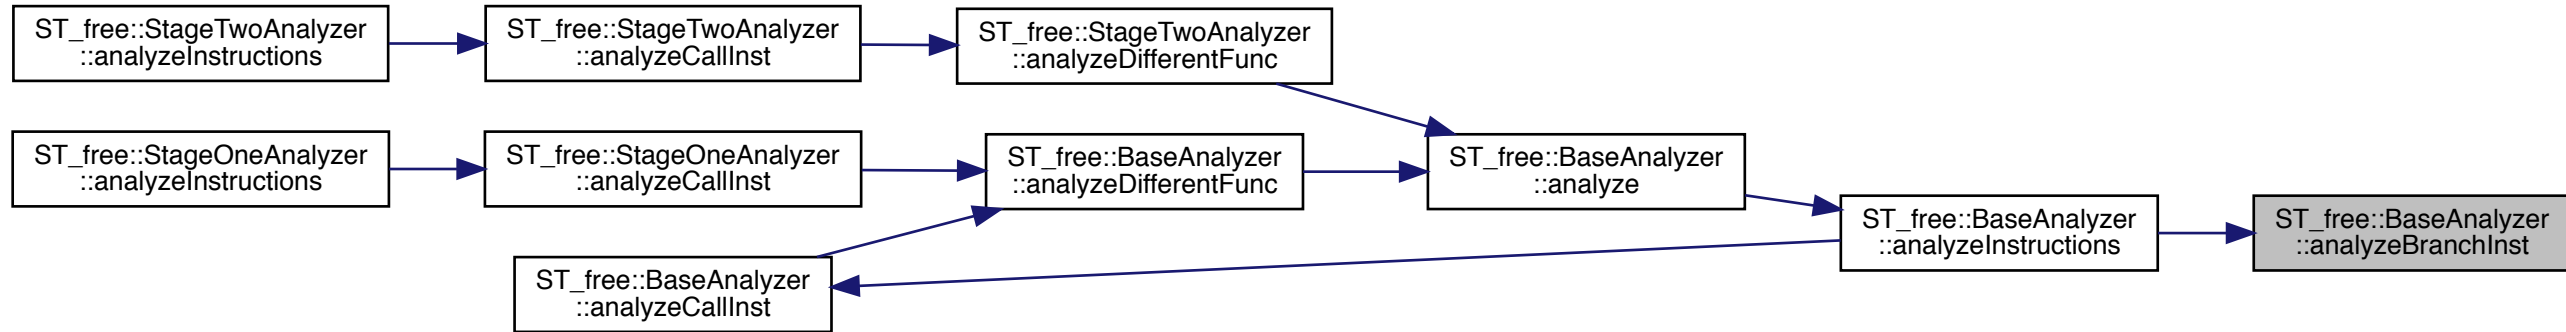 ST_free::StageTwoAnalyzer
::analyzeInstructions
ST_free::StageTwoAnalyzer
::analyzeCallInst
ST_free::StageTwoAnalyzer
::analyzeDifferentFunc
ST_free::StageOneAnalyzer
::analyzeInstructions
ST_free::StageOneAnalyzer
::analyzeCallInst
ST_free::BaseAnalyzer
::analyzeDifferentFunc
ST_free::BaseAnalyzer
::analyze
ST_free::BaseAnalyzer
::analyzeInstructions
ST_free::BaseAnalyzer
::analyzeBranchInst
ST_free::BaseAnalyzer
::analyzeCallInst